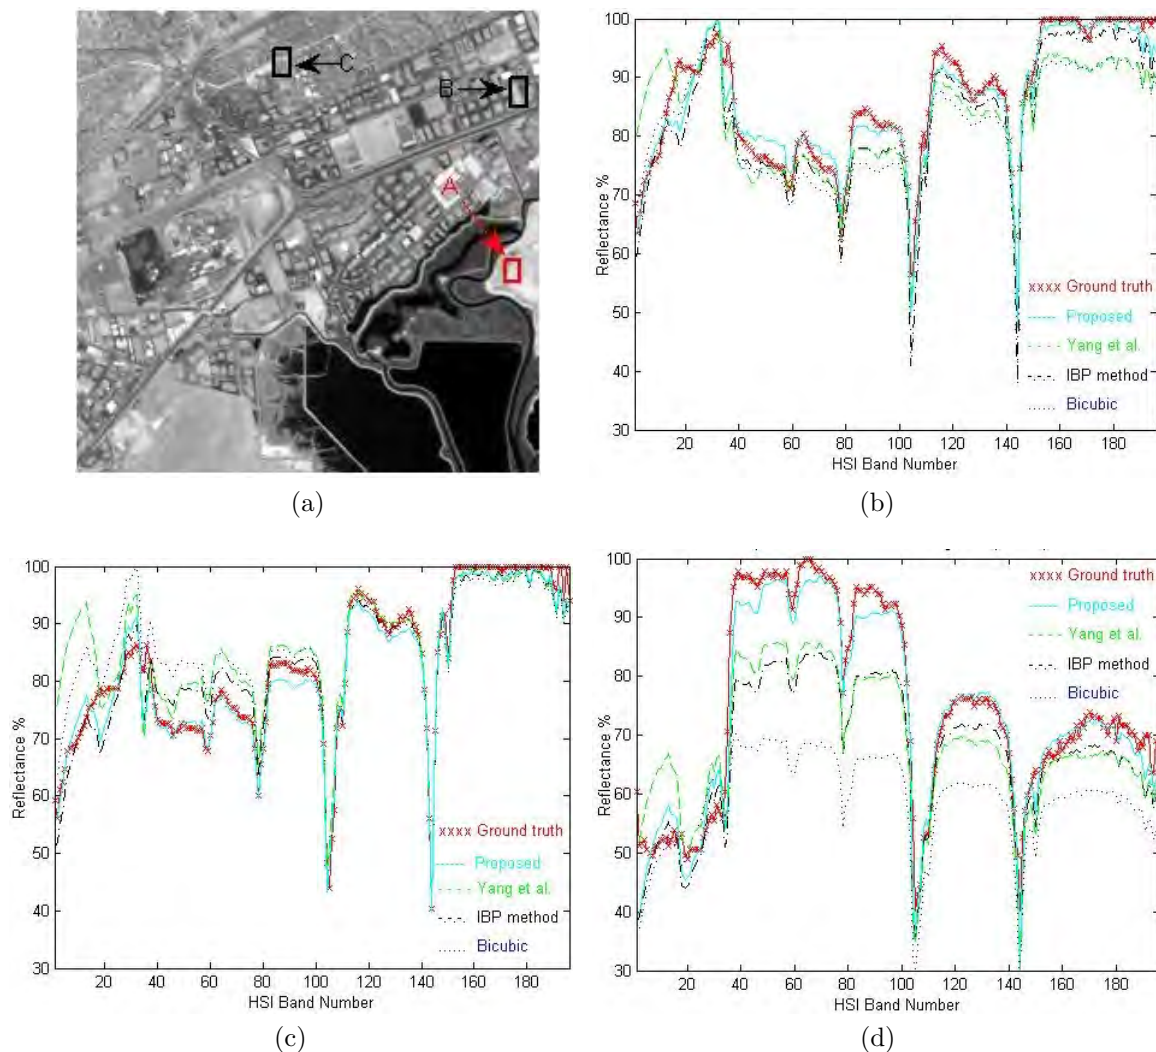 C
B
A
(a)
100
90
80
70
60
50
40
30
20 40 60 80 100 120 140 160 180
Reflectance %
HSI Band Number
xxxx Ground truth
Proposed
Yang et al.
IBP method
Bicubic
(b)
100
90
80
70
60
50
40
30
20 40 60 80 100 120 140 160 180
Reflectance %
HSI Band Number
xxxx Ground truth
Proposed
Yang et al.
IBP method
Bicubic
(c)
100
90
80
70
60
50
40
30
20 40 60 80 100 120 140 160 180
Reflectance %
HSI Band Number
xxxx Ground truth
Proposed
Yang et al.
IBP method
Bicubic
(d)